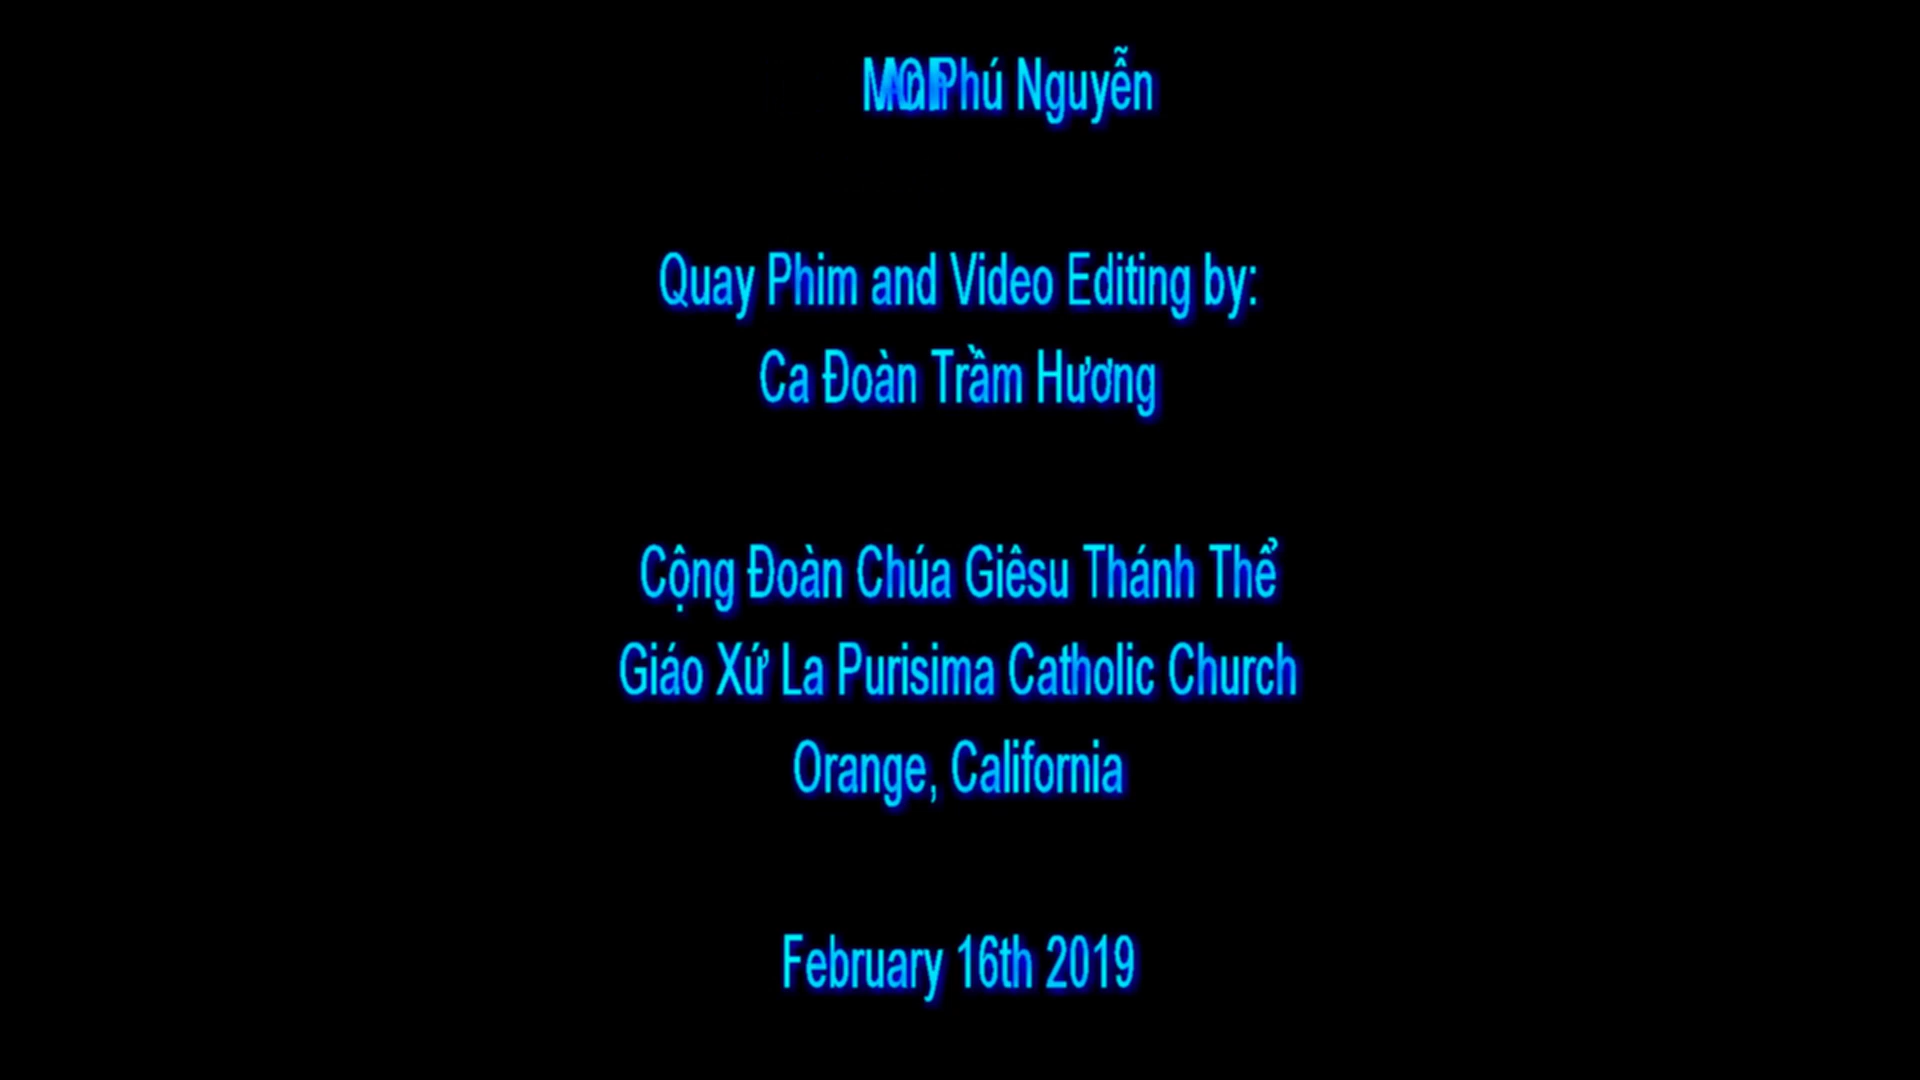 Phú Nguyễn
Quay Phim and Video Editing by:
Ca Đoàn Trầm Hương
Cộng Đoàn Chúa Giêsu Thánh Thể
Giáo Xứ La Purisima Catholic Church
Orange, California
February 16th 2019